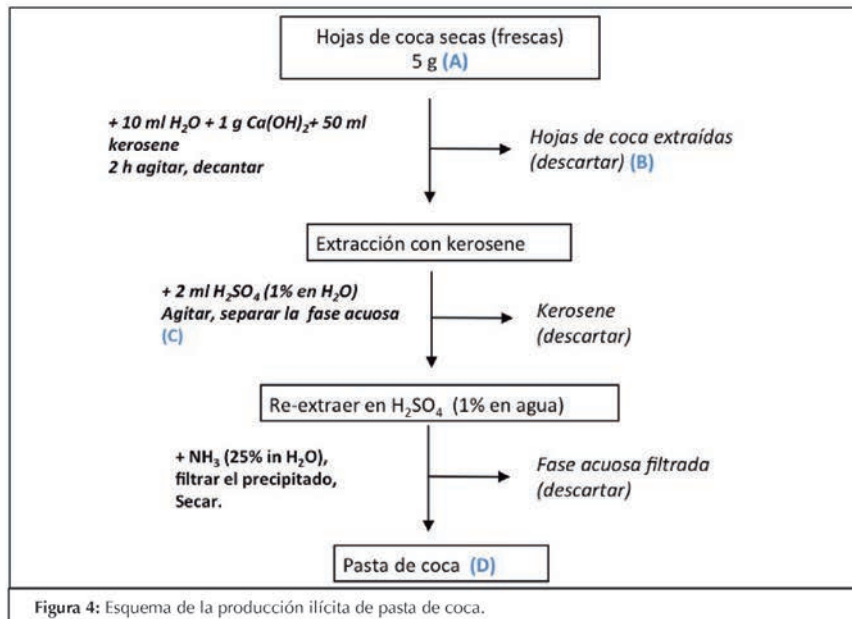 Hojas de coca secas (frescas)
5 g (A)
+ 10 ml H₂O + 1 g Ca(OH)₂+ 50 ml
kerosene
2 h agitar, decantar
Hojas de coca extraídas
(descartar) (B)
Extracción con kerosene
+ 2 ml H₂SO₄ (1% en H₂O)
Agitar, separar la fase acuosa
(C)
Kerosene
(descartar)
Re-extraer en H₂SO₄ (1% en agua)
+ NH₃ (25% in H₂O),
filtrar el precipitado,
Secar.
Fase acuosa filtrada
(descartar)
Pasta de coca (D)
Figura 4: Esquema de la producción ilícita de pasta de coca.